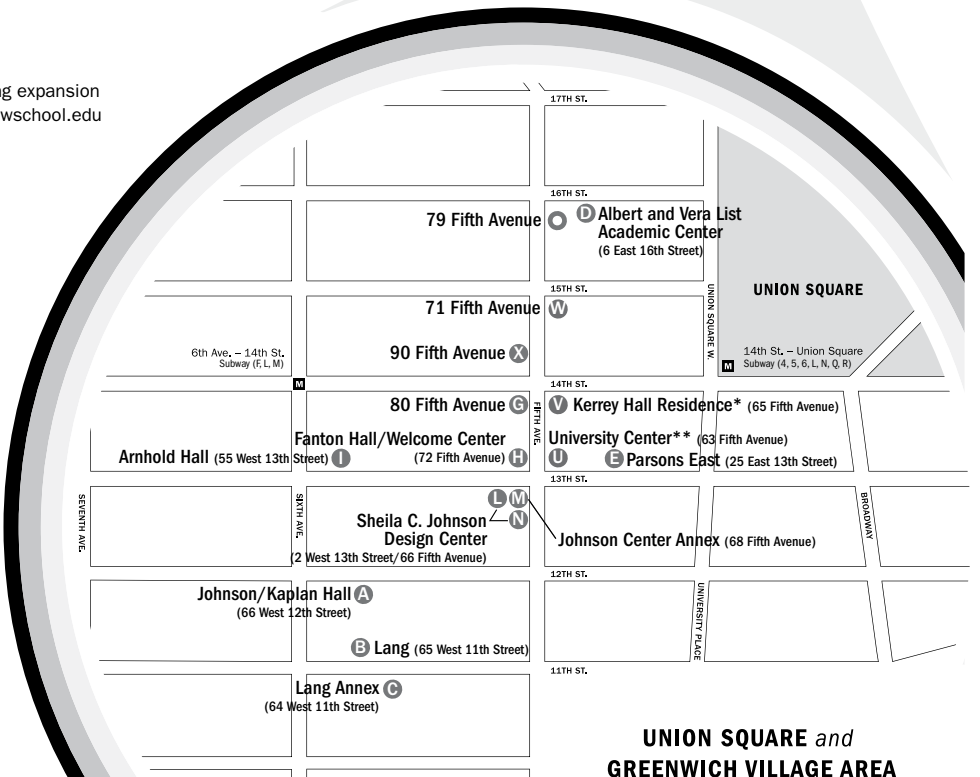 ng expansion
wschool.edu
17TH ST.
16TH ST.
79 Fifth Avenue
D Albert and Vera List
Academic Center
(6 East 16th Street)
15TH ST.
UNION SQUARE W.
UNION SQUARE
71 Fifth Avenue W
6th Ave. – 14th St.
Subway (F, L, M)
M
90 Fifth Avenue X
14th St. – Union Square
M Subway (4, 5, 6, L, N, Q, R)
14TH ST.
80 Fifth Avenue G
FIFTH AVE.
V Kerrey Hall Residence* (65 Fifth Avenue)
Fanton Hall/Welcome Center
(72 Fifth Avenue) H
University Center** (63 Fifth Avenue)
U
Arnhold Hall (55 West 13th Street) I
E Parsons East (25 East 13th Street)
13TH ST.
SEVENTH AVE.
SIXTH AVE.
L M
N
Sheila C. Johnson
Design Center
(2 West 13th Street/66 Fifth Avenue)
Johnson Center Annex (68 Fifth Avenue)
BROADWAY
12TH ST.
UNIVERSITY PLACE
Johnson/Kaplan Hall A
(66 West 12th Street)
B Lang (65 West 11th Street)
11TH ST.
Lang Annex C
(64 West 11th Street)
UNION SQUARE and
GREENWICH VILLAGE AREA